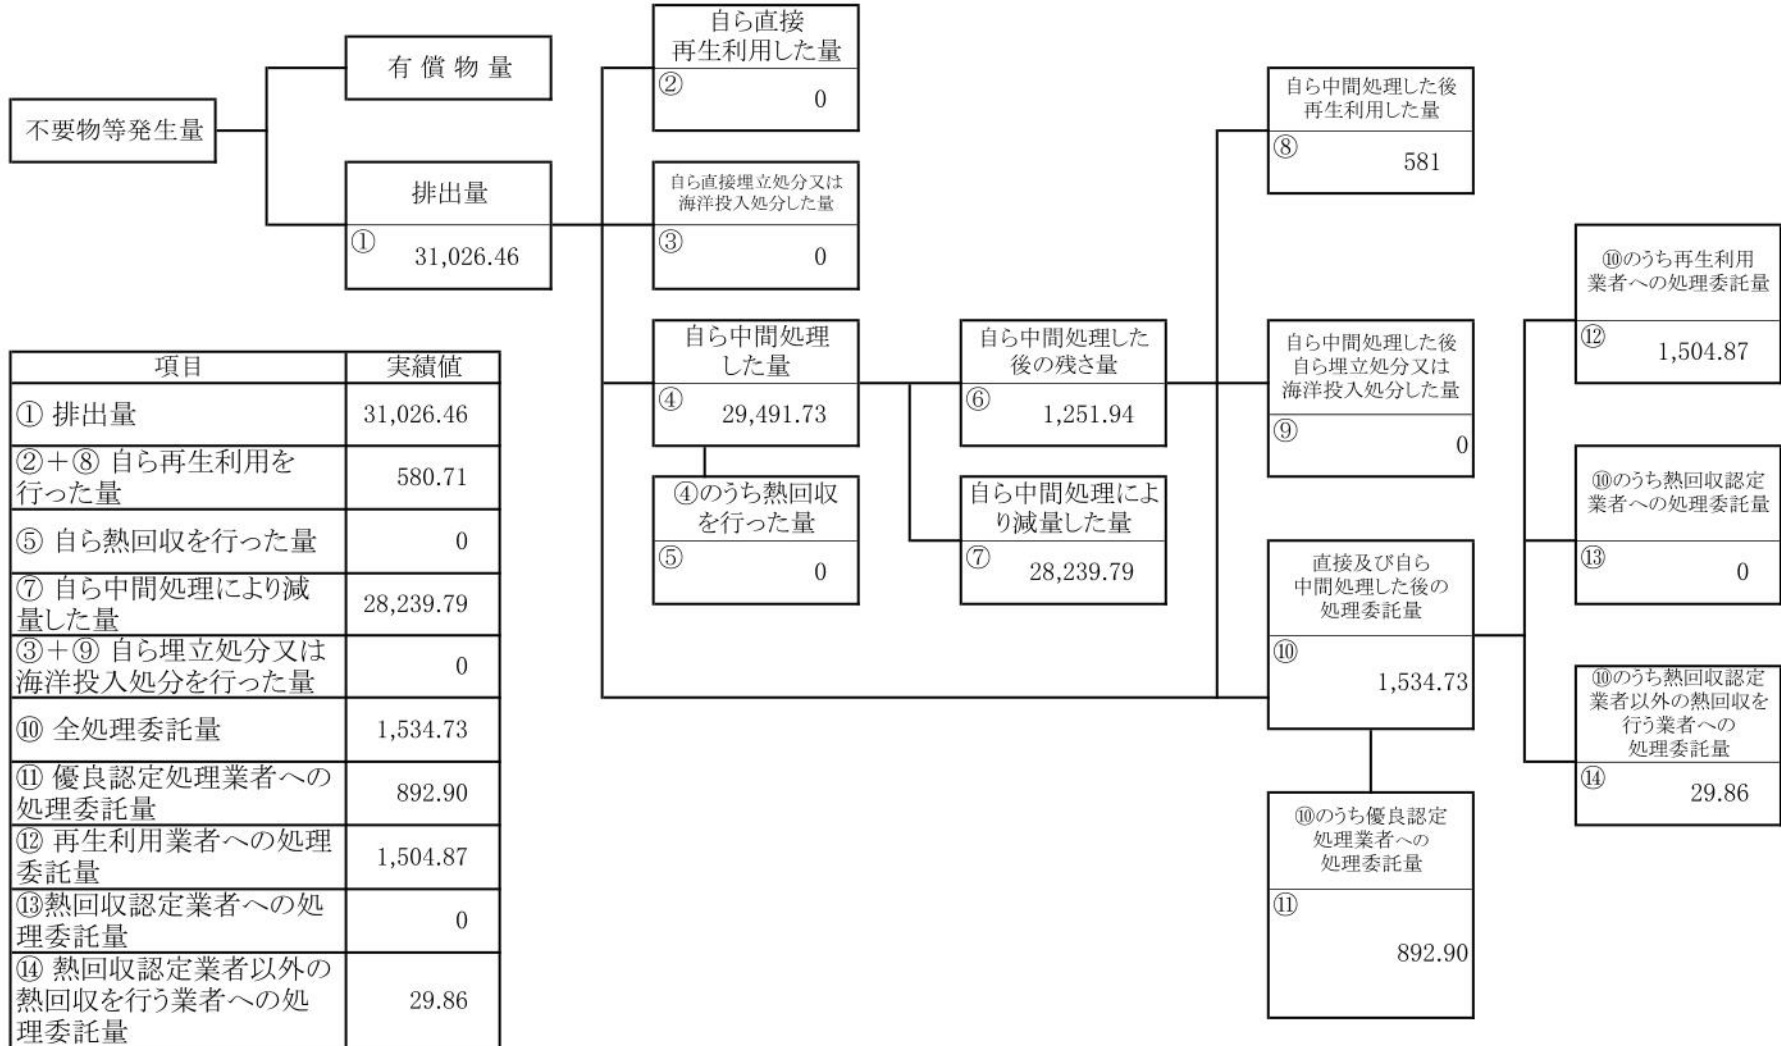 不要物等発生量
有償物量
排出量
①
31,026.46
自ら直接
再生利用した量
②
0
自ら直接埋立処分又は
海洋投入処分した量
③
0
自ら中間処理
した量
④
29,491.73
④のうち熱回収
を行った量
⑤
0
自ら中間処理した
後の残さ量
⑥
1,251.94
自ら中間処理によ
り減量した量
⑦
28,239.79
自ら中間処理した後
再生利用した量
⑧
581
自ら中間処理した後
自ら埋立処分又は
海洋投入処分した量
⑨
0
直接及び自ら
中間処理した後の
処理委託量
⑩
1,534.73
⑩のうち優良認定
処理業者への
処理委託量
⑪
892.90
⑩のうち再生利用
業者への処理委託量
⑫
1,504.87
⑩のうち熱回収認定
業者への処理委託量
⑬
0
⑩のうち熱回収認定
業者以外の熱回収を
行う業者への
処理委託量
⑭
29.86
項目 実績値
① 排出量 31,026.46
②+⑧ 自ら再生利用を
行った量 580.71
⑤ 自ら熱回収を行った量 0
⑦ 自ら中間処理により減
量した量 28,239.79
③+⑨ 自ら埋立処分又は
海洋投入処分を行った量 0
⑩ 全処理委託量 1,534.73
⑪ 優良認定処理業者への
処理委託量 892.90
⑫ 再生利用業者への処理
委託量 1,504.87
⑬熱回収認定業者への処
理委託量 0
⑭ 熱回収認定業者以外の
熱回収を行う業者への処
理委託量 29.86